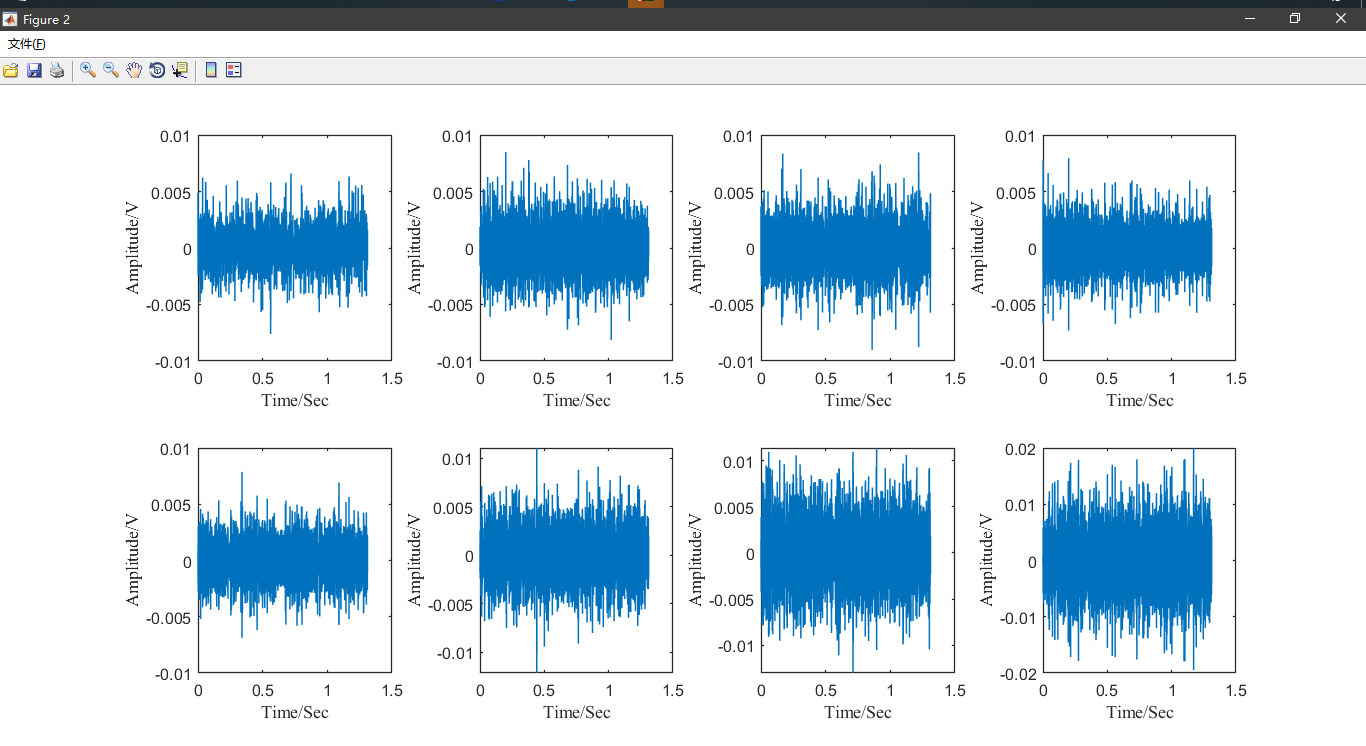 Figure 2
文件(F)
0.01 0.01 0.01 0.01
0.005 0.005 0.005 0.005
0 0 0 0
-0.005 -0.005 -0.005 -0.005
-0.01 -0.01 -0.01 -0.01
Amplitude/V Amplitude/V Amplitude/V Amplitude/V
0 0.5 1 1.5 0 0.5 1 1.5 0 0.5 1 1.5 0 0.5 1 1.5
Time/Sec Time/Sec Time/Sec Time/Sec
0.01 0.01 0.01 0.02
0.005 0.005 0.005 0.01
0 0 0 0
-0.005 -0.005 -0.005 -0.01
-0.01 -0.01 -0.01 -0.02
Amplitude/V Amplitude/V Amplitude/V Amplitude/V
0 0.5 1 1.5 0 0.5 1 1.5 0 0.5 1 1.5 0 0.5 1 1.5
Time/Sec Time/Sec Time/Sec Time/Sec